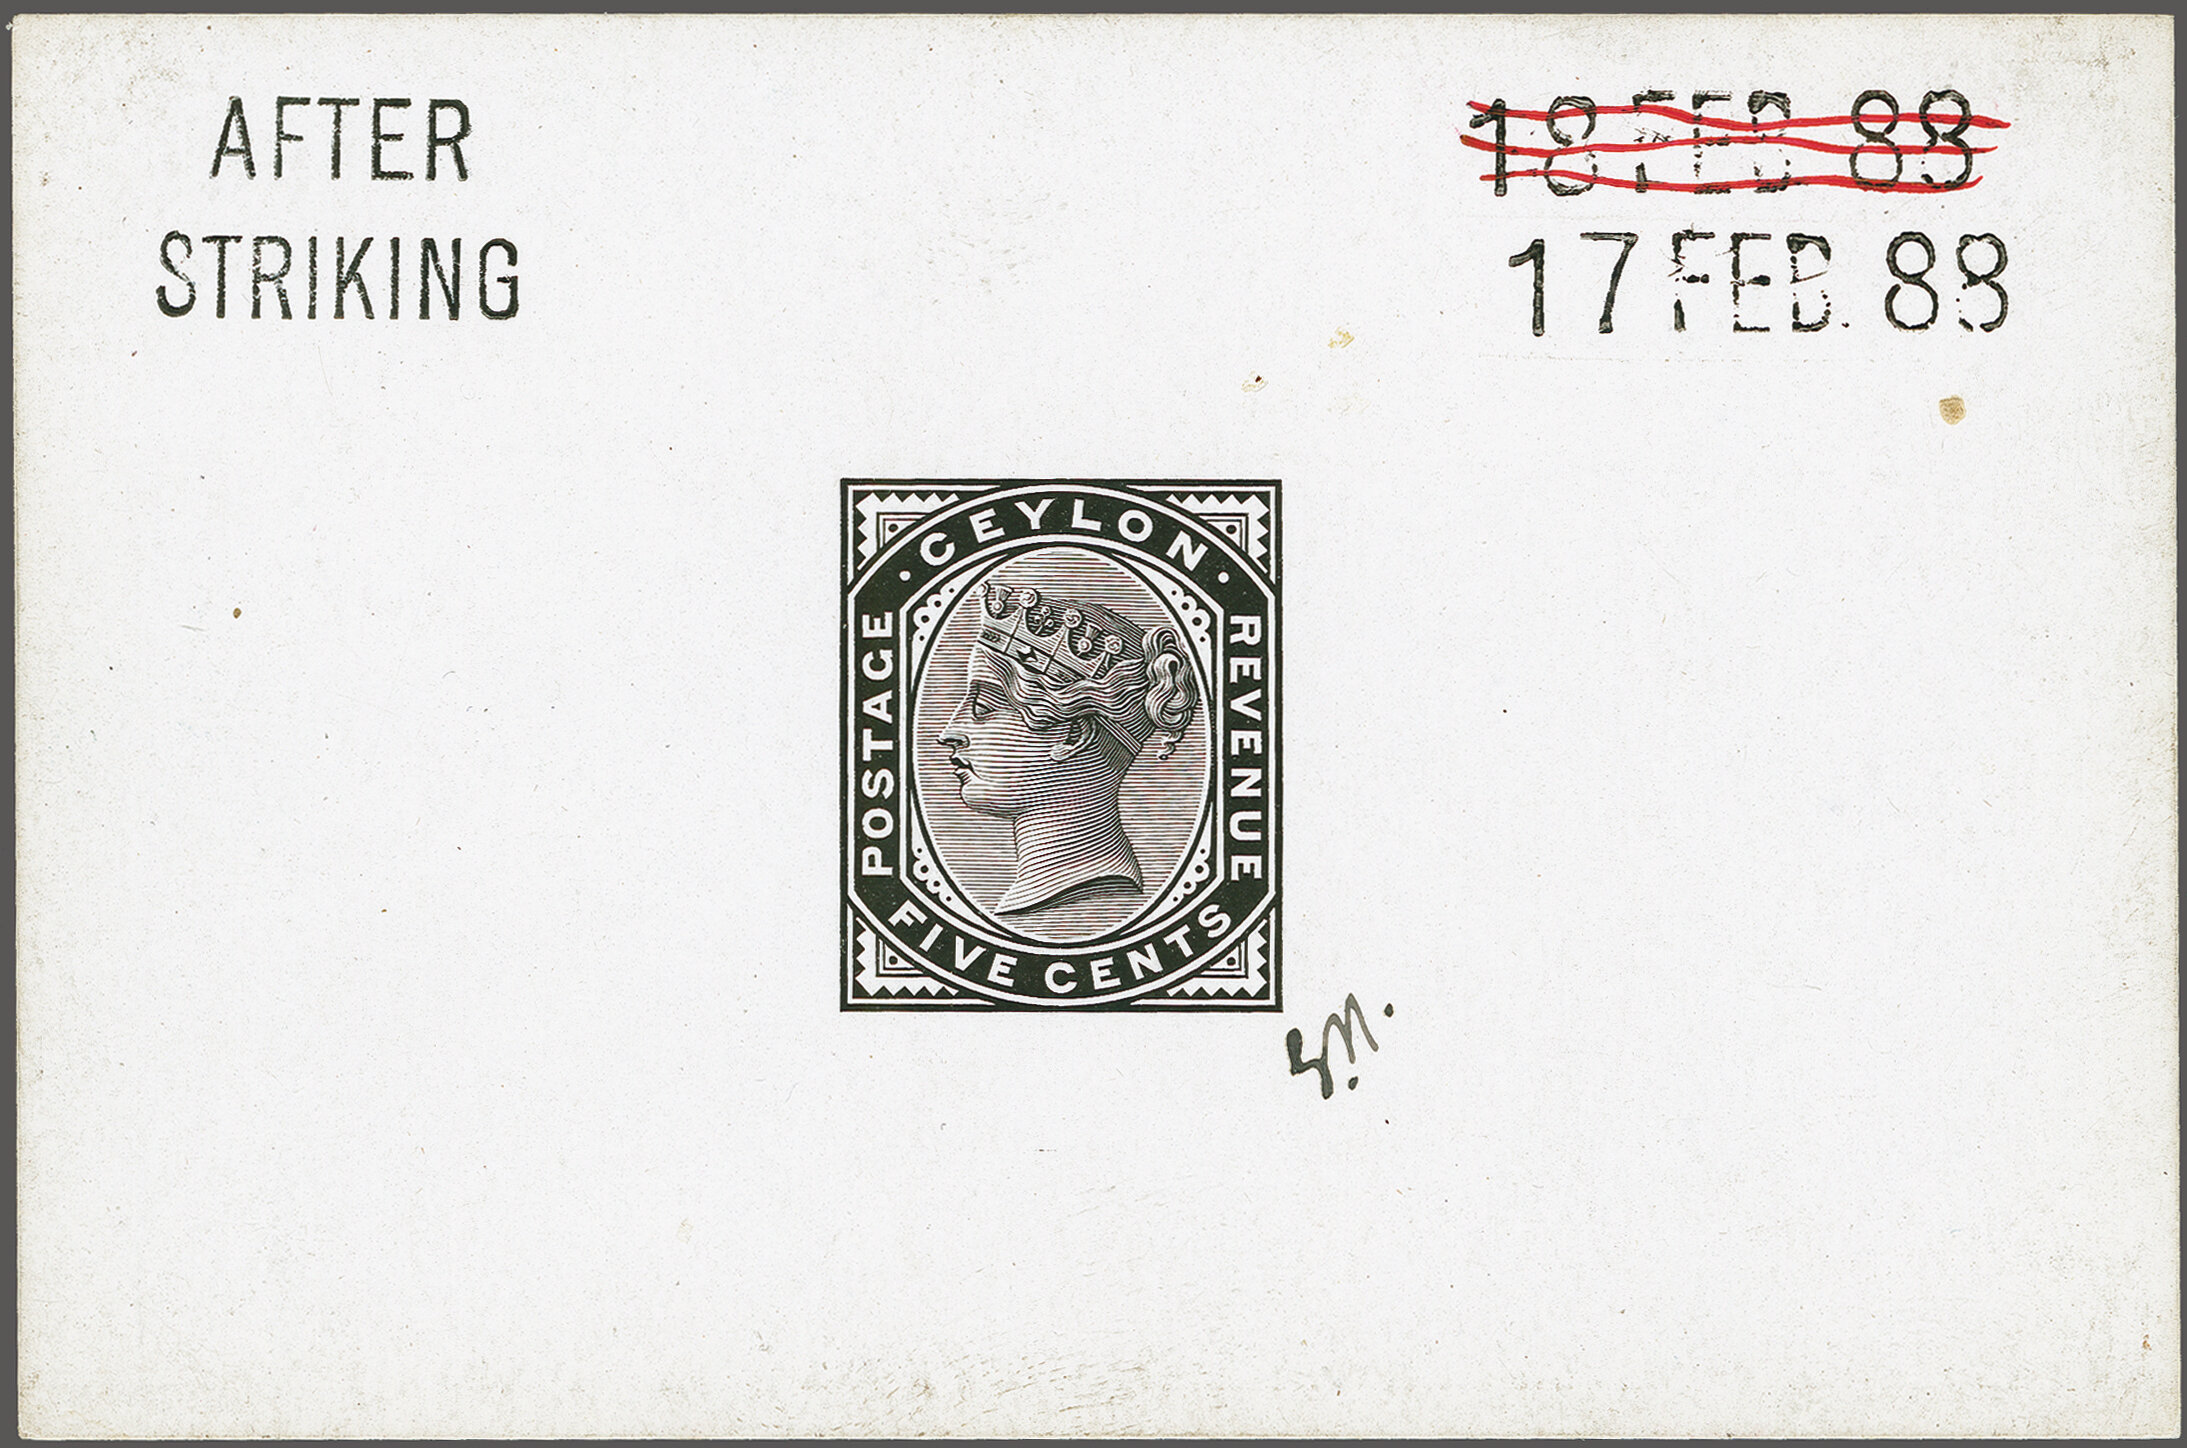 AFTER
STRIKING
18 FEB. 88
17 FEB. 88
CEYLON
POSTAGE
REVENUE
FIVE CENTS